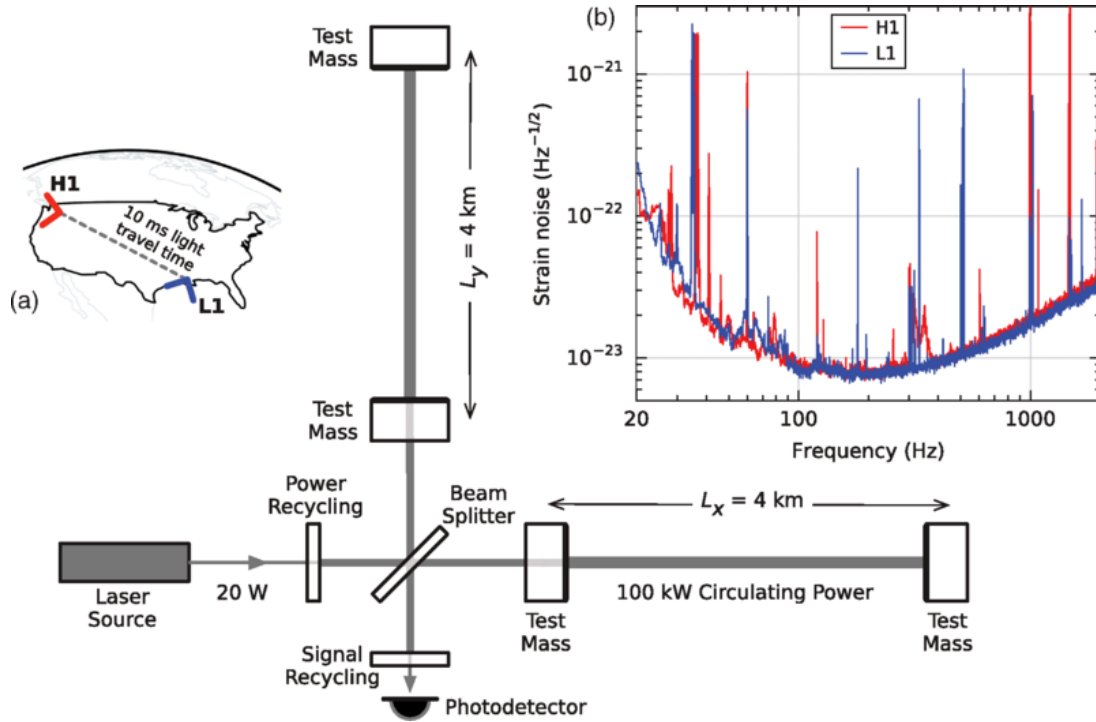 Test
Mass
(b)
H1
L1
10⁻²¹
10⁻²²
10⁻²³
Strain noise (Hz⁻¹/²)
20
100
1000
Frequency (Hz)
H1
10 ms light
travel time
L1
(a)
Ly = 4 km
Test
Mass
Power
Recycling
Beam
Splitter
Lx = 4 km
Laser
Source
20 W
100 kW Circulating Power
Test
Mass
Test
Mass
Signal
Recycling
Photodetector